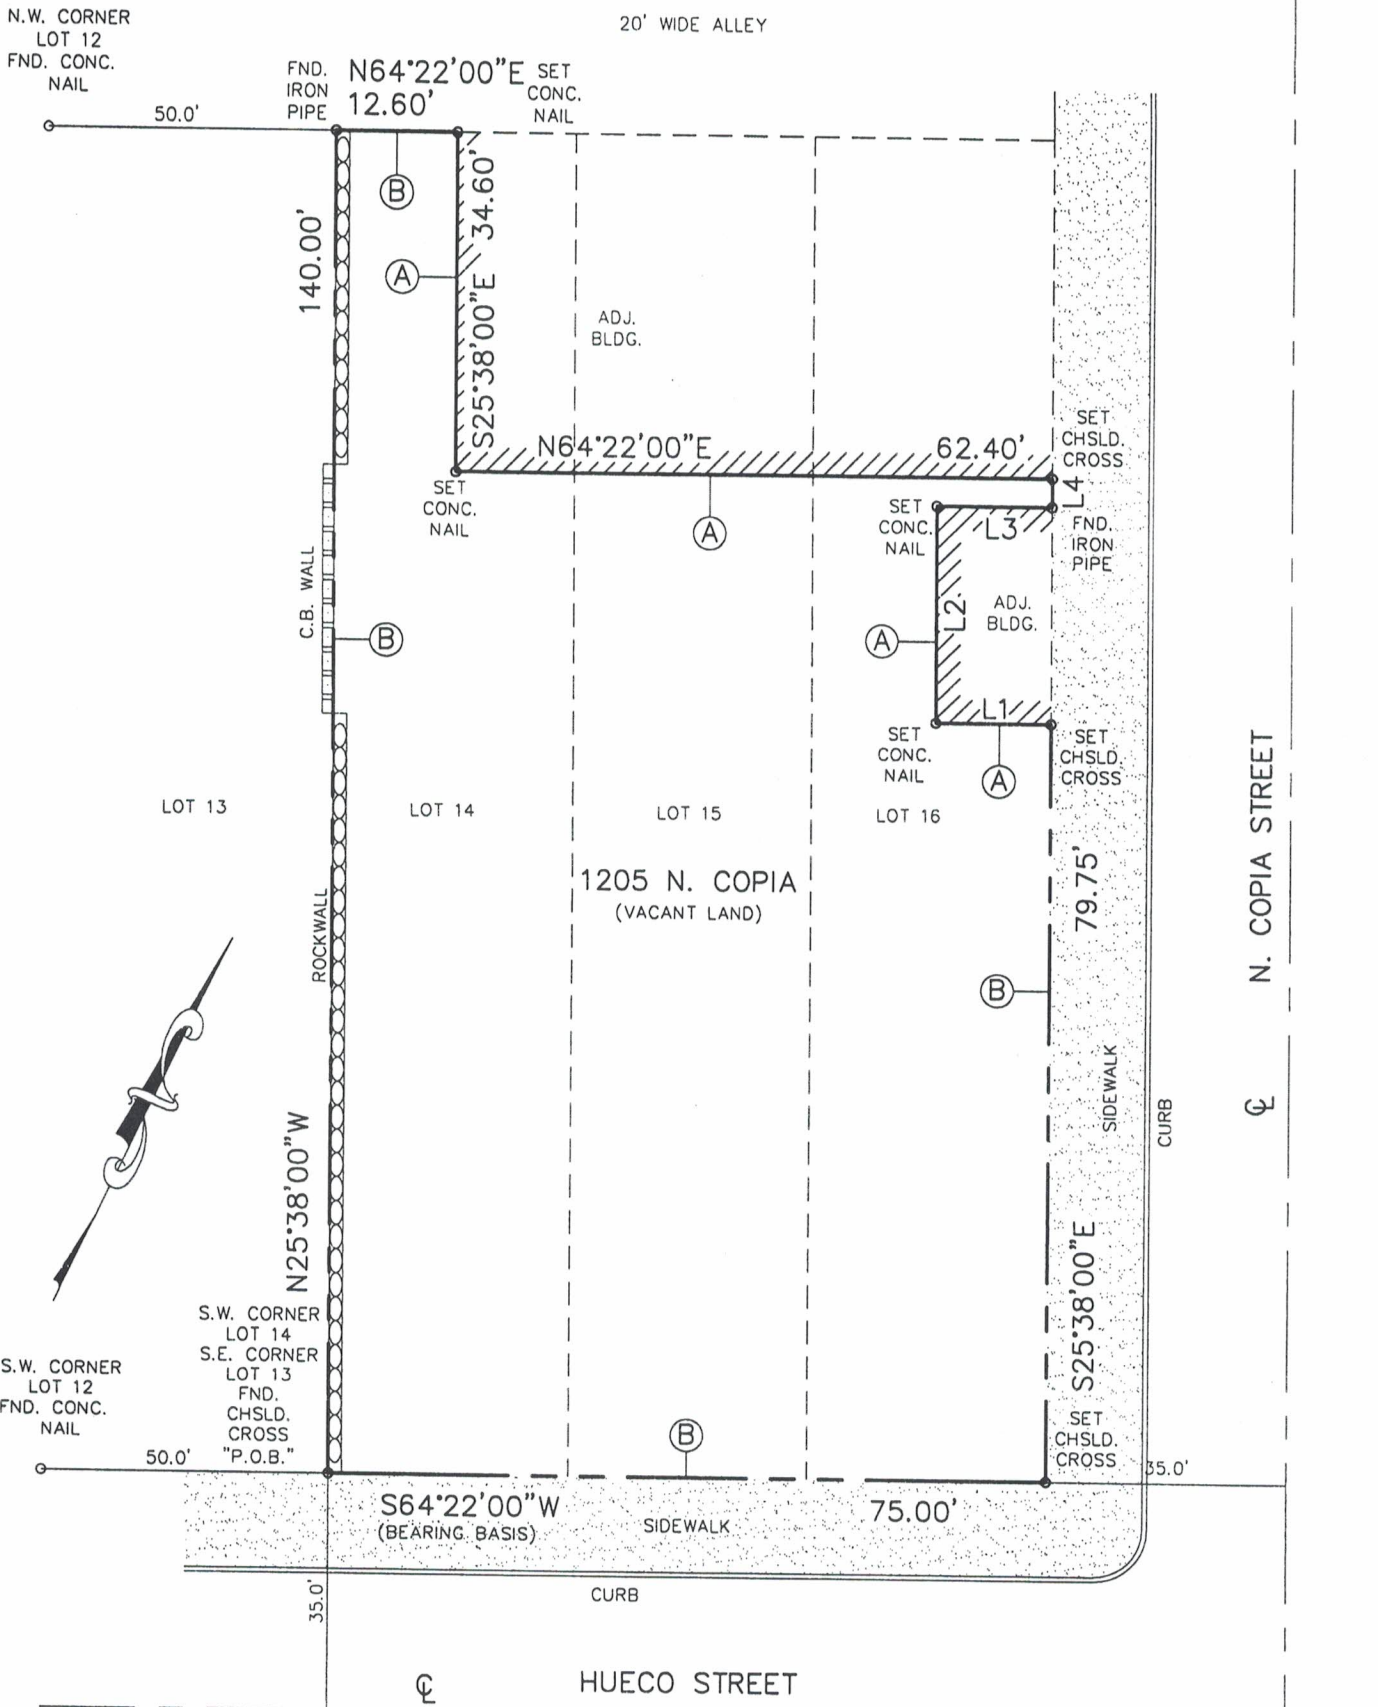 N.W. CORNER
LOT 12
FND. CONC.
NAIL
20' WIDE ALLEY
FND.
IRON
PIPE
N64°22'00"E
12.60'
SET
CONC.
NAIL
50.0'
B
34.60'
140.00'
A
S25°38'00"E
ADJ.
BLDG.
N64°22'00"E
62.40'
SET
CHSLD.
CROSS
L4
SET
CONC.
NAIL
A
SET
CONC.
NAIL
L3
FND.
IRON
PIPE
C.B. WALL
B
A
L2
ADJ.
BLDG.
L1
SET
CONC.
NAIL
A
SET
CHSLD.
CROSS
LOT 13
LOT 14
LOT 15
LOT 16
1205 N. COPIA
(VACANT LAND)
79.75'
N. COPIA STREET
ROCKWALL
B
SIDEWALK
CURB
CL
N25°38'00"W
S25°38'00"E
S.W. CORNER
LOT 14
S.E. CORNER
LOT 13
FND.
CHSLD.
CROSS
"P.O.B."
S.W. CORNER
LOT 12
FND. CONC.
NAIL
50.0'
B
SET
CHSLD.
CROSS
35.0'
S64°22'00"W
(BEARING BASIS)
SIDEWALK
75.00'
35.0'
CURB
CL
HUECO STREET